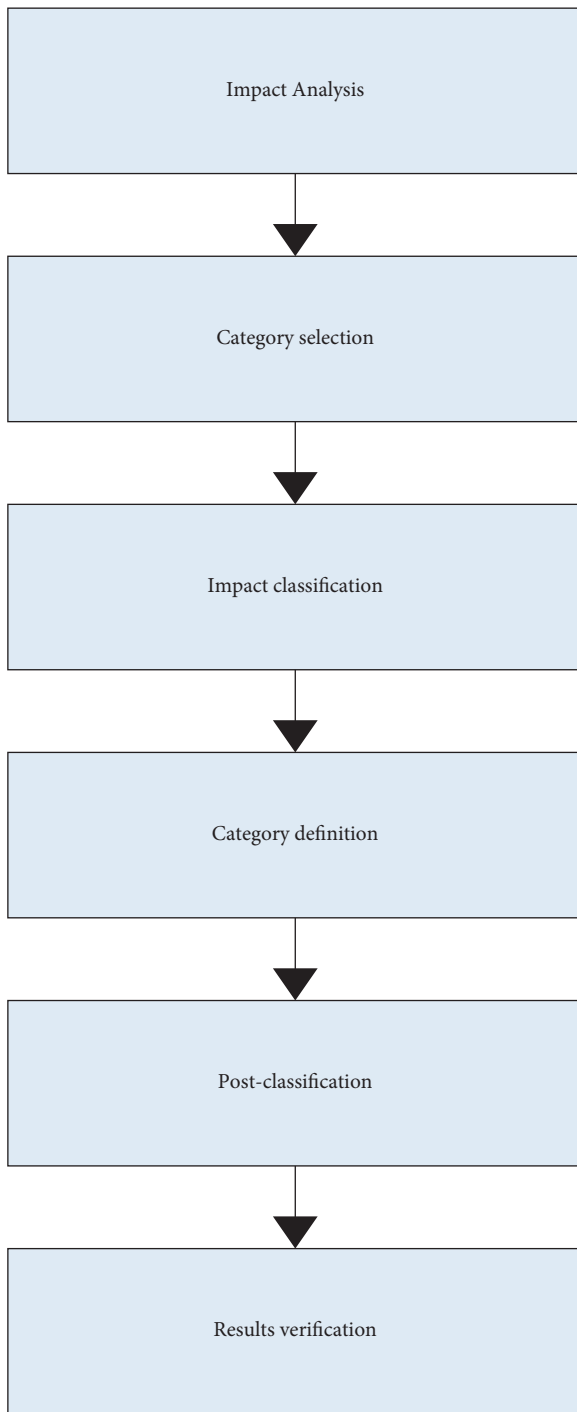 Impact Analysis
Category selection
Impact classification
Category definition
Post-classification
Results verification